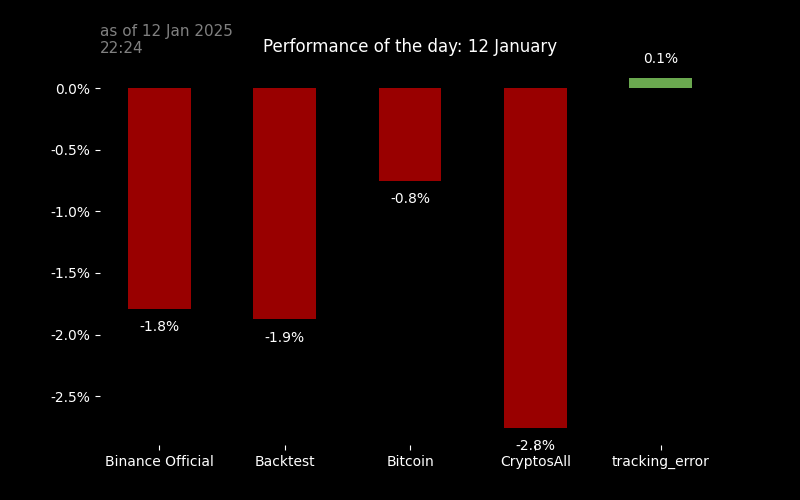 as of 12 Jan 2025
22:24
Performance of the day: 12 January
0.1%
0.0%
-0.5%
-1.0%
-1.5%
-2.0%
-2.5%
-0.8%
-1.8%
-1.9%
-2.8%
Binance Official
Backtest
Bitcoin
CryptosAll
tracking_error